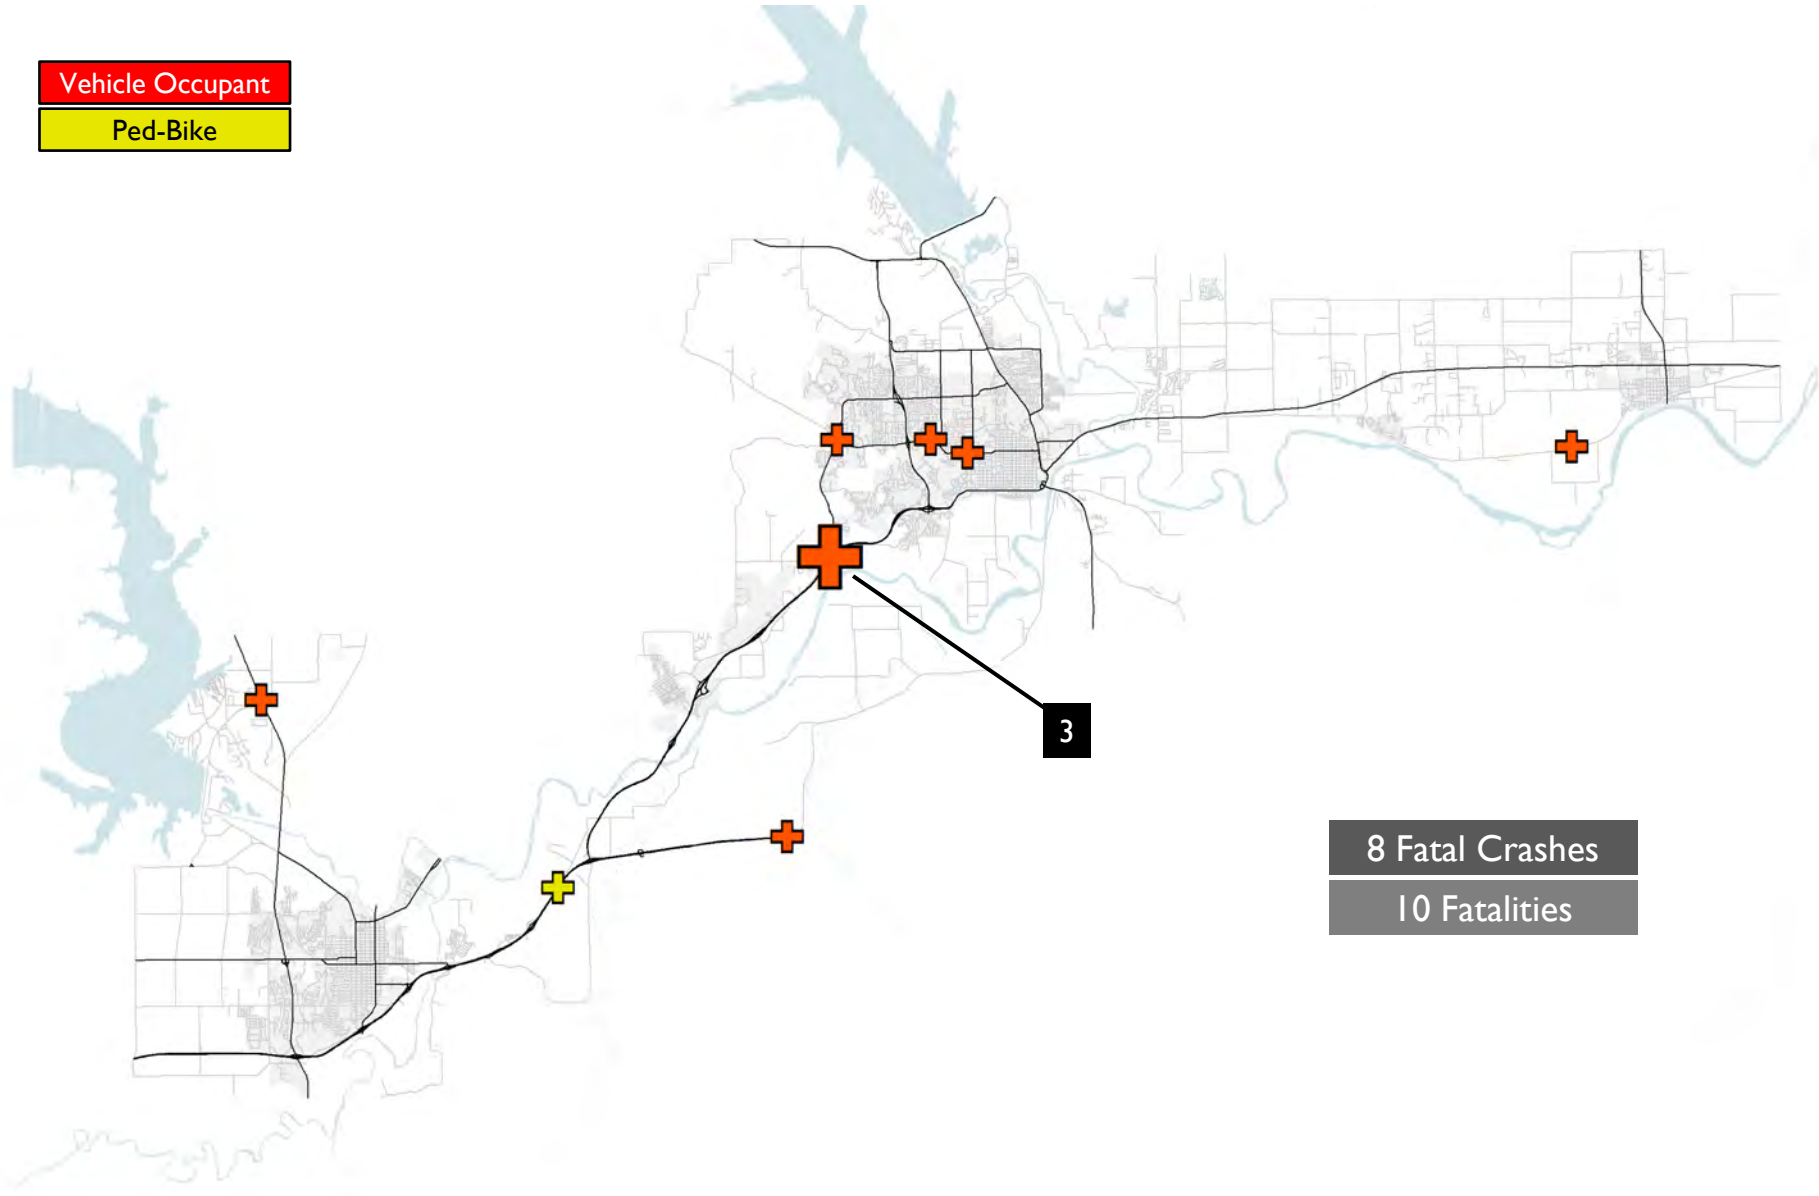 Vehicle Occupant
Ped-Bike
3
8 Fatal Crashes
10 Fatalities